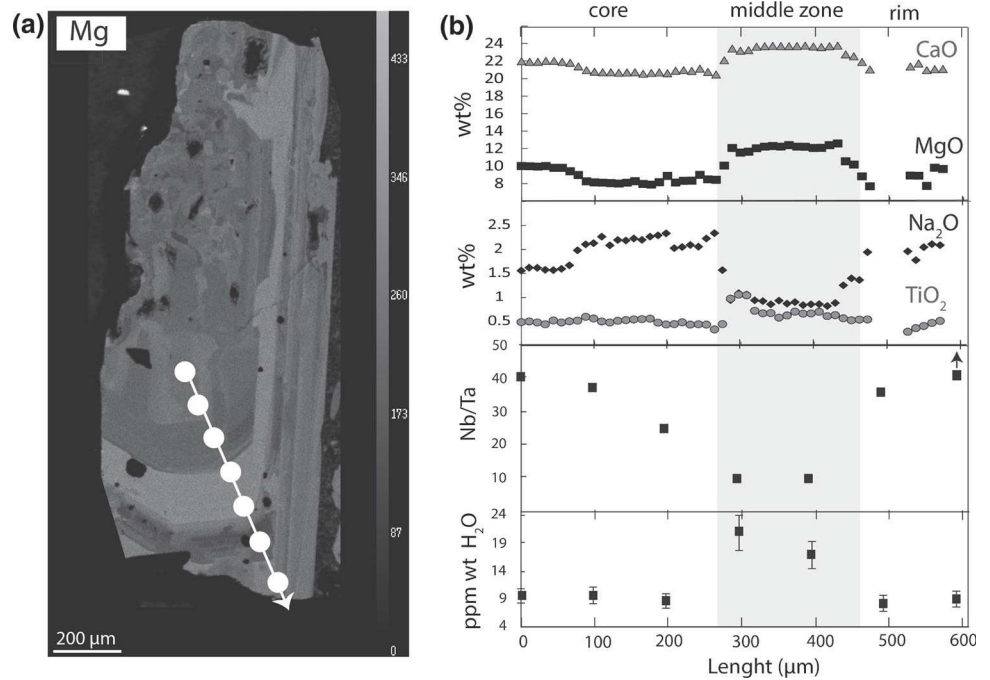 (a)
Mg
433
346
260
173
87
0
200 µm
(b)
core middle zone rim
24
22
20
18
16
14
12
10
8
wt%
CaO
MgO
2.5
2
1.5
1
0.5
wt%
Na2O
TiO2
50
40
30
20
10
Nb/Ta
24
19
14
9
4
ppm wt H2O
0 100 200 300 400 500 600
Lenght (µm)